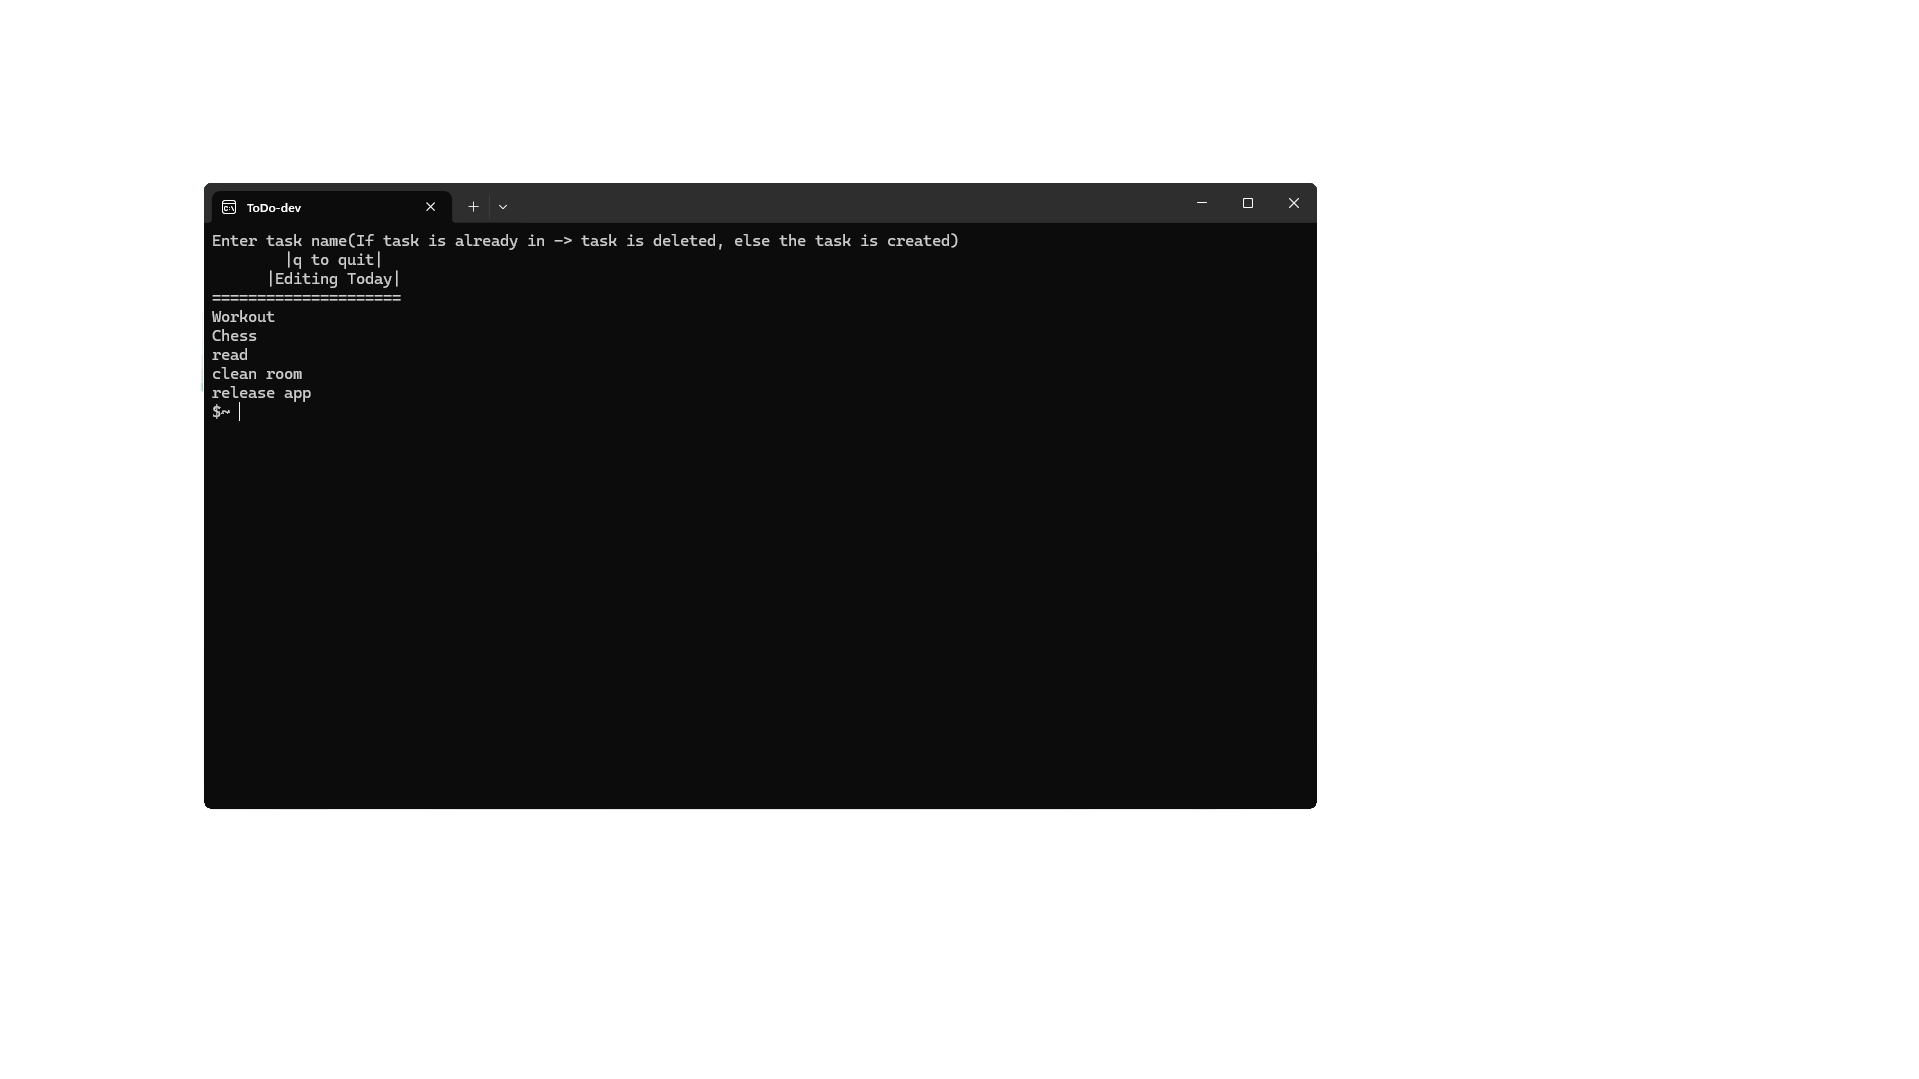 ToDo-dev
Enter task name(If task is already in -> task is deleted, else the task is created)
|q to quit|
|Editing Today|
=====================
Workout
Chess
read
clean room
release app
$~